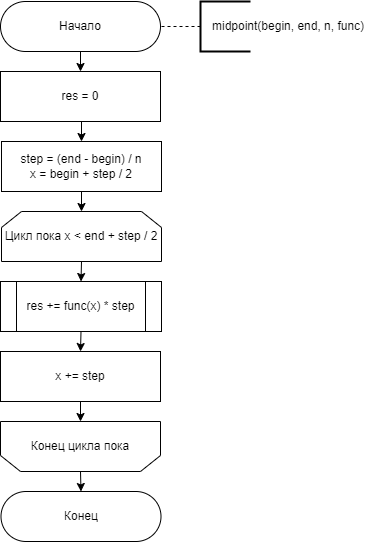 Начало
midpoint(begin, end, n, func)
res = 0
step = (end - begin) / n
x = begin + step / 2
Цикл пока x < end + step / 2
res += func(x) * step
x += step
Конец цикла пока
Конец